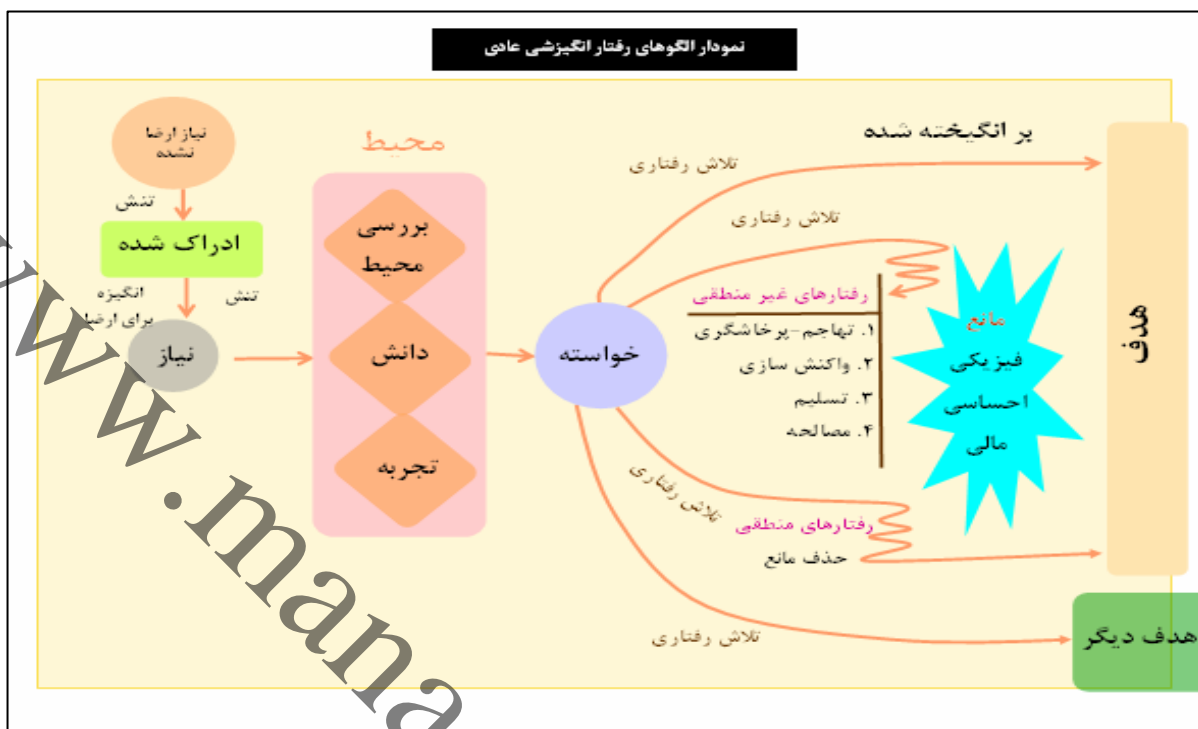 نمودار الگوهای رفتار انگیزشی عادی
نیاز ارضا
نشده
تنش
ادراک شده
انگیزه
برای ارضا
تنش
نیاز
محیط
بررسی
محیط
دانش
تجربه
خواسته
بر انگیخته شده
تلاش رفتاری
تلاش رفتاری
رفتارهای غیر منطقی
۱. تهاجم-پرخاشگری
۲. واکنش سازی
۳. تسلیم
۴. مصالحه
مانع
فیزیکی
احساسی
مالی
تلاش رفتاری
رفتارهای منطقی
حذف مانع
تلاش رفتاری
هدف
هدف دیگر
www.mana